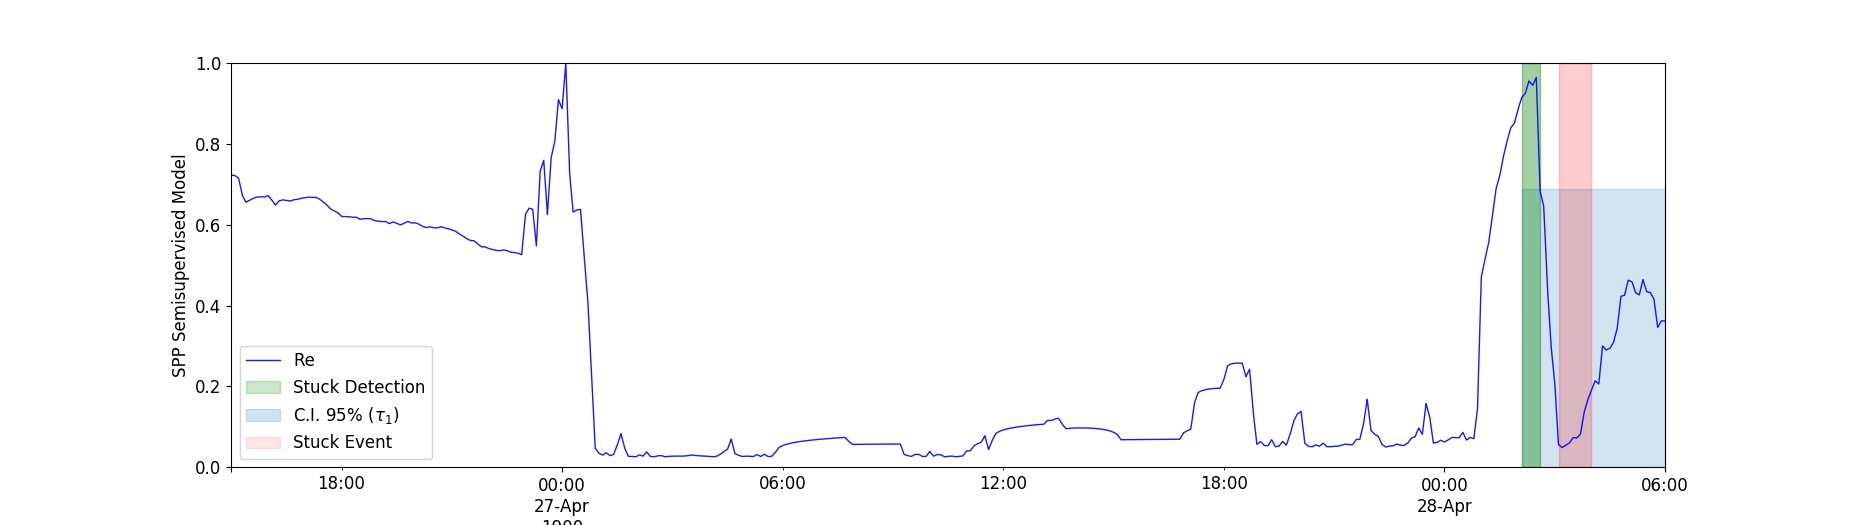 SPP Semisupervised Model
1.0
0.8
0.6
0.4
0.2
0.0
Re
Stuck Detection
C.I. 95% (τ₁)
Stuck Event
18:00
00:00
27-Apr
1900
06:00
12:00
18:00
00:00
28-Apr
06:00